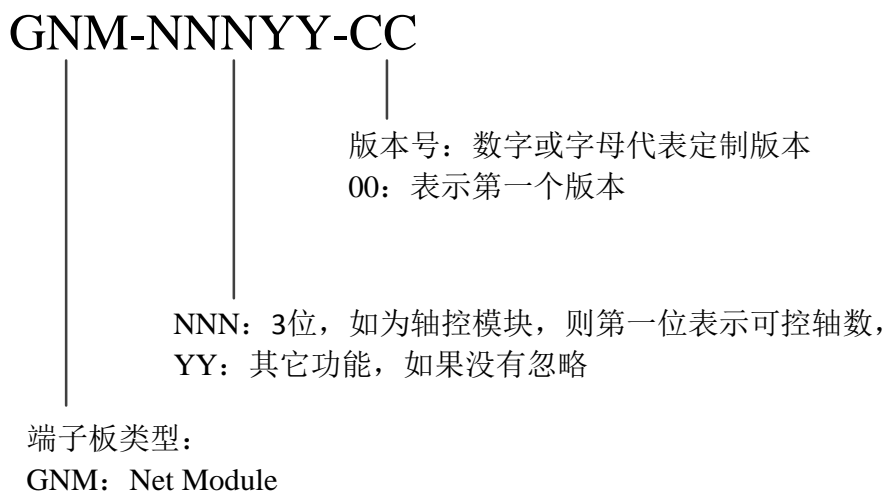 GNM-NNNYY-CC
版本号：数字或字母代表定制版本
00：表示第一个版本
NNN：3位，如为轴控模块，则第一位表示可控轴数，
YY：其它功能，如果没有忽略
端子板类型：
GNM：Net Module